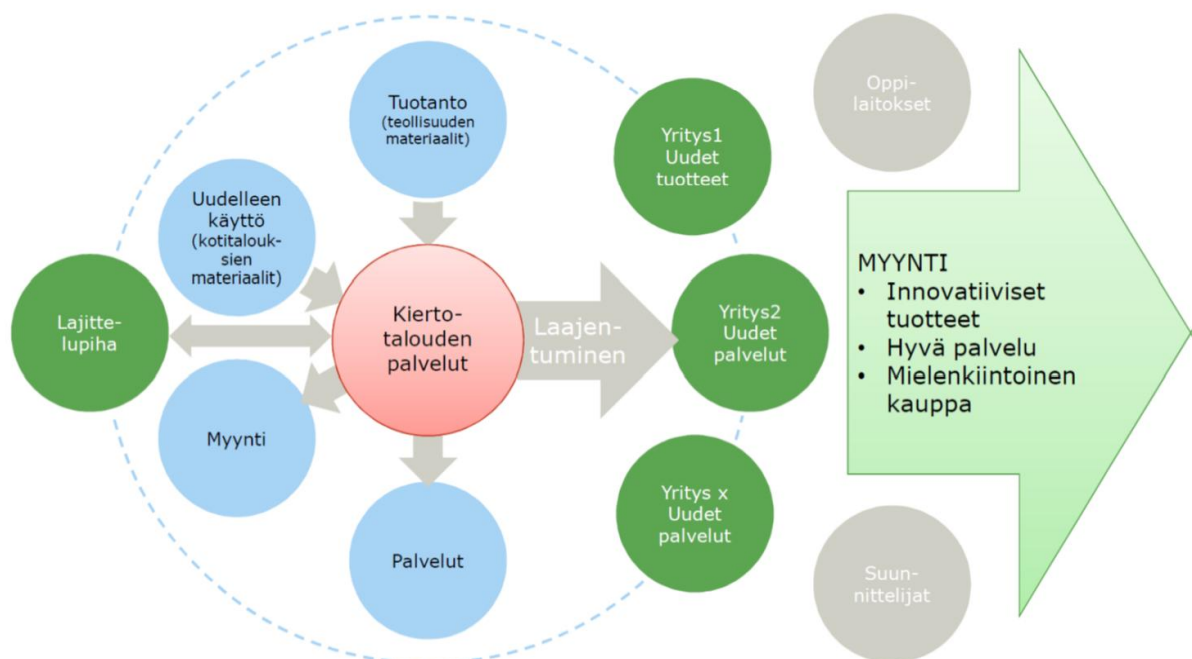 Tuotanto
(teollisuuden
materiaalit)
Uudelleen
käyttö
(kotitalouk-
sien
materiaalit)
Lajitte-
lupiha
Myynti
Kierto-
talouden
palvelut
Palvelut
Laajen-
tuminen
Yritys1
Uudet
tuotteet
Yritys2
Uudet
palvelut
Yritys x
Uudet
palvelut
Oppi-
laitokset
Suun-
nittelijat
MYYNTI
• Innovatiiviset
tuotteet
• Hyvä palvelu
• Mielenkiintoinen
kauppa